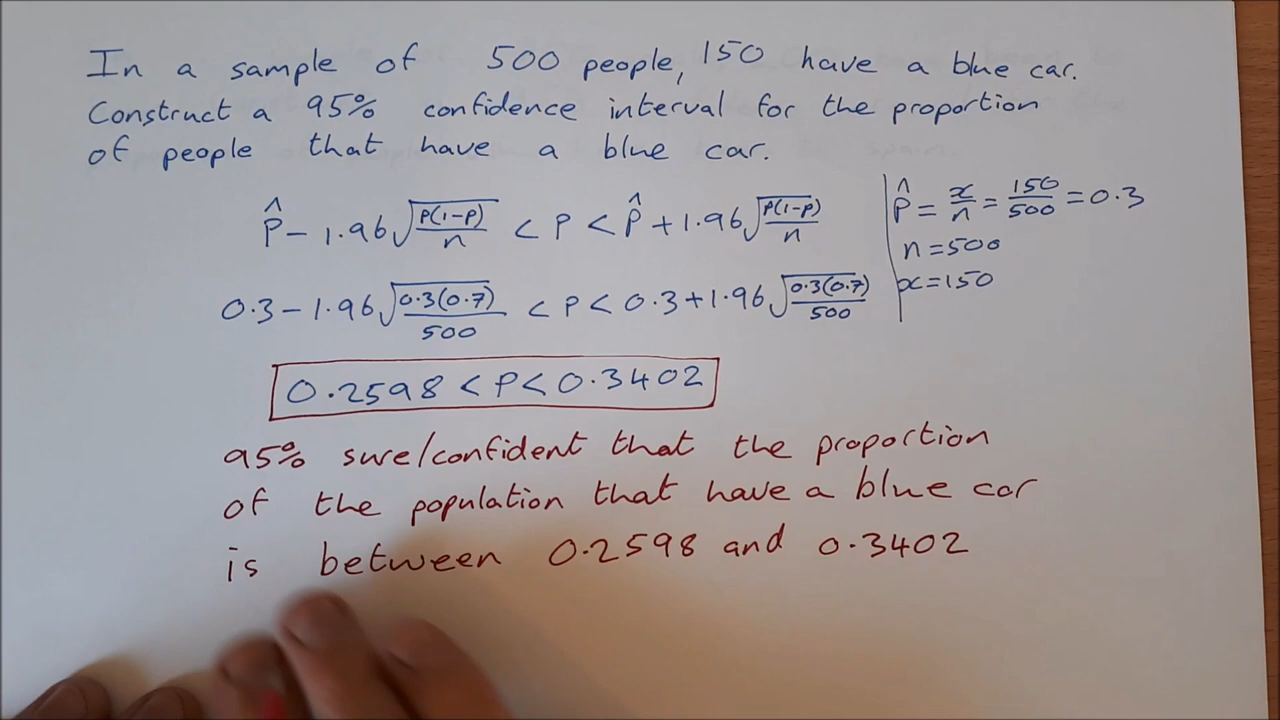 In a sample of 500 people, 150 have a blue car.
Construct a 95% confidence interval for the proportion
of people that have a blue car.
p̂ = x/n = 150/500 = 0.3
n = 500
x = 150
p̂ - 1.96√(p(1-p)/n) < p < p̂ + 1.96√(p(1-p)/n)
0.3 - 1.96√(0.3(0.7)/500) < p < 0.3 + 1.96√(0.3(0.7)/500)
0.2598 < p < 0.3402
95% sure/confident that the proportion
of the population that have a blue car
is between 0.2598 and 0.3402